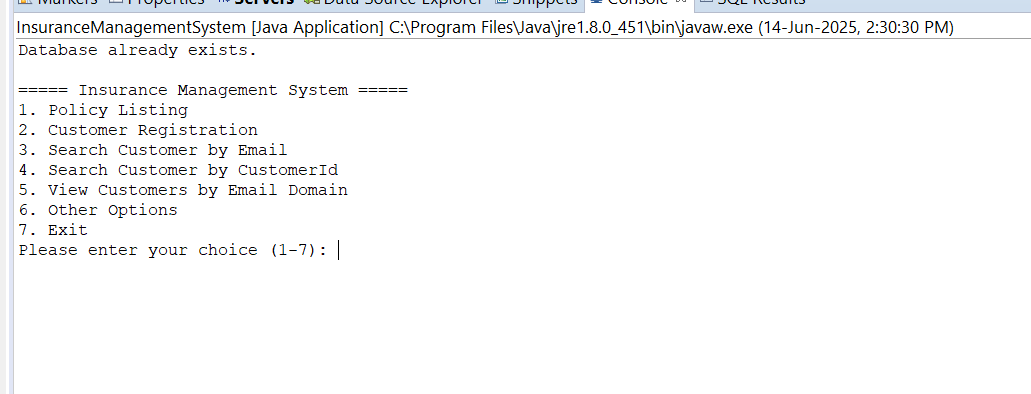 Markers Properties Servers Data Source Explorer Snippets Console SQL Results
InsuranceManagementSystem [Java Application] C:\Program Files\Java\jre1.8.0_451\bin\javaw.exe (14-Jun-2025, 2:30:30 PM)
Database already exists.
===== Insurance Management System =====
1. Policy Listing
2. Customer Registration
3. Search Customer by Email
4. Search Customer by CustomerId
5. View Customers by Email Domain
6. Other Options
7. Exit
Please enter your choice (1-7):